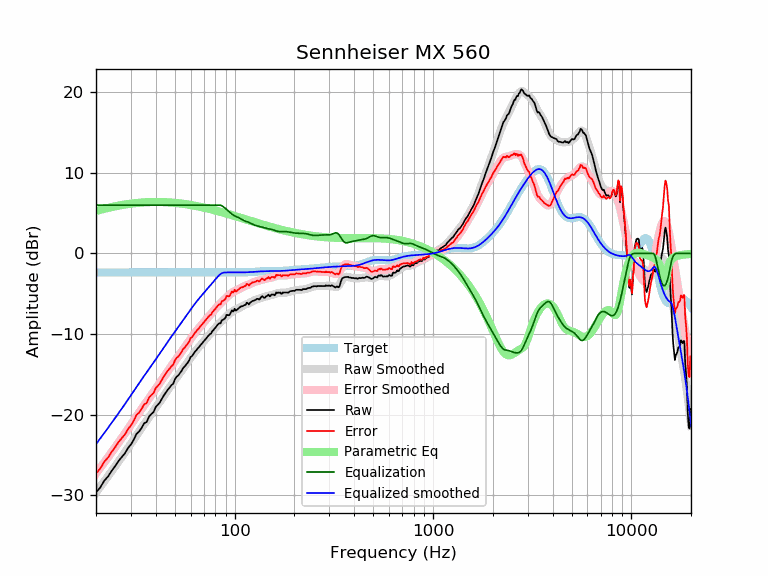 Sennheiser MX 560
20
10
0
−10
−20
−30
Amplitude (dBr)
Target
Raw Smoothed
Error Smoothed
Raw
Error
Parametric Eq
Equalization
Equalized smoothed
100
1000
10000
Frequency (Hz)